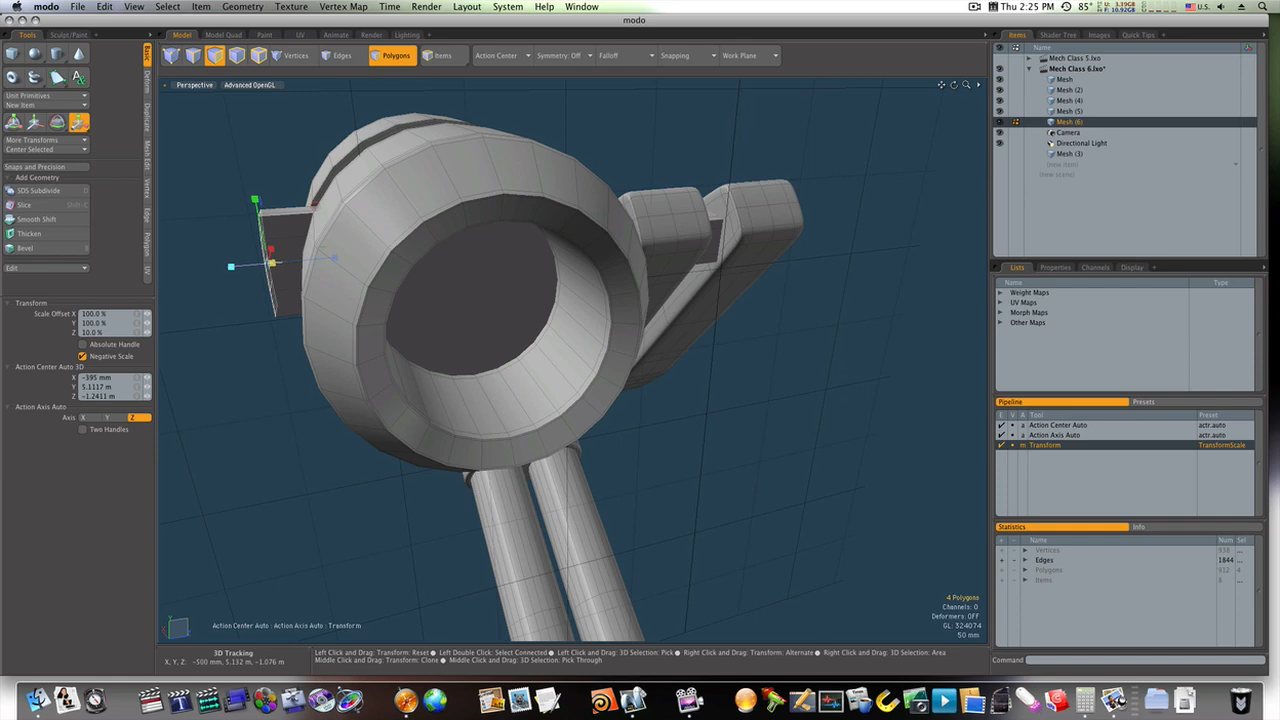 modo File Edit View Select Item Geometry Texture Vertex Map Time Render Layout System Help Window
Thu 2:25 PM 85° U.S.
modo
Tools Sculpt/Paint
Model Model Quad Paint UV Animate Render Lighting
Items Shader Tree Images Quick Tips
Vertices Edges Polygons Items Action Center Symmetry: Off Falloff Snapping Work Plane
Name
Mech Class 5.lxo
Mech Class 6.lxo*
Mesh
Mesh (2)
Mesh (4)
Mesh (5)
Mesh (6)
Camera
Directional Light
Mesh (3)
(new item)
(new scene)
Perspective Advanced OpenGL
Basic
Deform
Duplicate
Mesh Edit
Vertex
Edge
Polygon
UV
Unit Primitives
New Item
More Transforms
Center Selected
Snaps and Precision
Add Geometry
SDS Subdivide D
Slice Shift-C
Smooth Shift
Thicken
Bevel B
Edit
Transform
Scale Offset X 100.0 %
Y 100.0 %
Z 10.0 %
Absolute Handle
Negative Scale
Action Center Auto 3D
X -395 mm
Y 5.1117 m
Z -1.2411 m
Action Axis Auto
Axis X Y Z
Two Handles
Lists Properties Channels Display
Name Type
Weight Maps
UV Maps
Morph Maps
Other Maps
Pipeline Presets
E V A Tool Preset
a Action Center Auto actr.auto
a Action Axis Auto actr.auto
m Transform TransformScale
Statistics Info
Name Num Sel
Vertices 938 ...
Edges 1844 ...
Polygons 912 4
Items 8 ...
4 Polygons
Channels: 0
Deformers: OFF
GL: 324074
50 mm
Action Center Auto : Action Axis Auto : Transform
3D Tracking
X, Y, Z: -500 mm, 5.132 m, -1.076 m
Left Click and Drag: Transform: Reset ● Left Double Click: Select Connected ● Left Click and Drag: 3D Selection: Pick ● Right Click and Drag: Transform: Alternate ● Right Click and Drag: 3D Selection: Area
Middle Click and Drag: Transform: Clone ● Middle Click and Drag: 3D Selection: Pick Through
Command